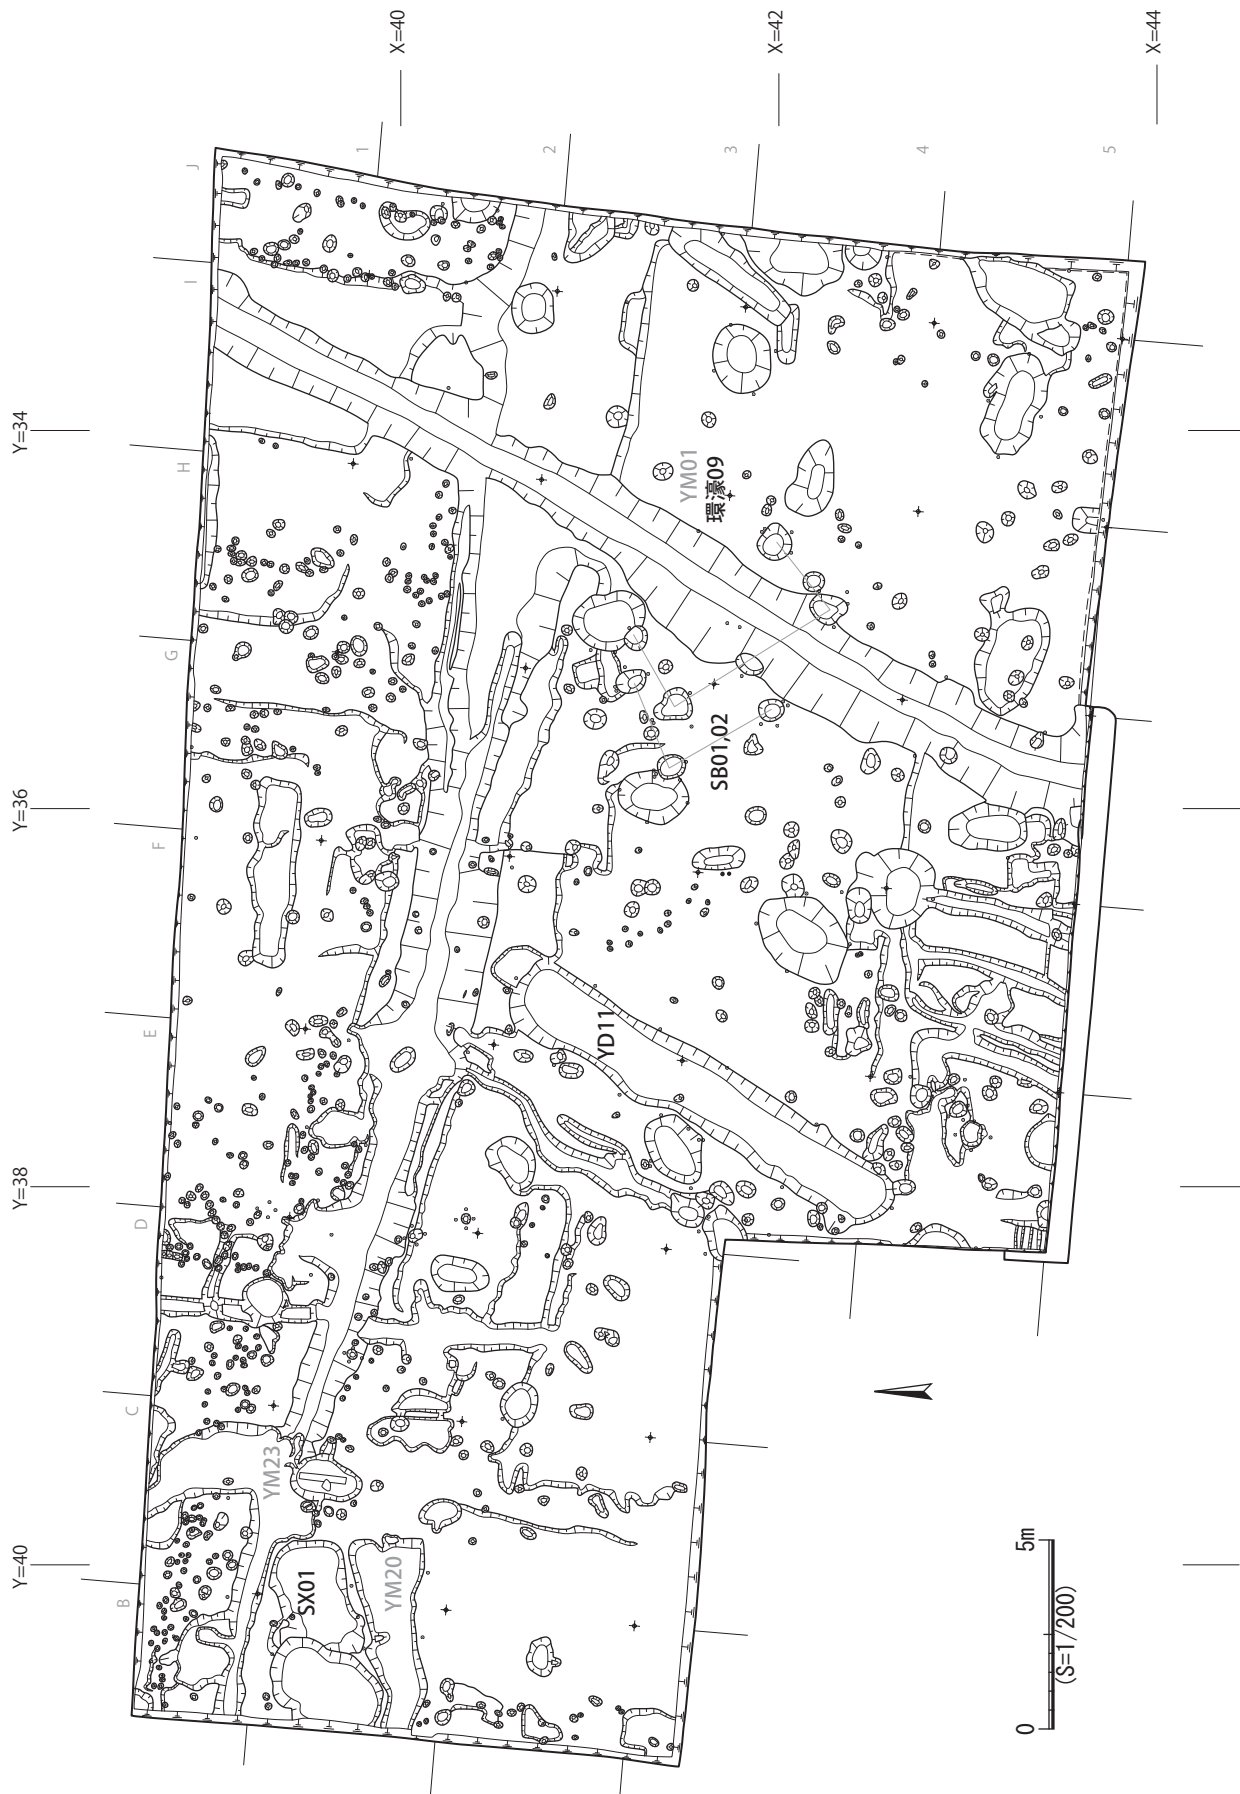 X=40
X=42
X=44
Y=34
Y=36
Y=38
Y=40
J
I
H
G
F
E
D
C
B
1
2
3
4
5
YM01
環濠09
SB01,02
YD11
YM23
SX01
YM20
0
5m
(S=1/200)